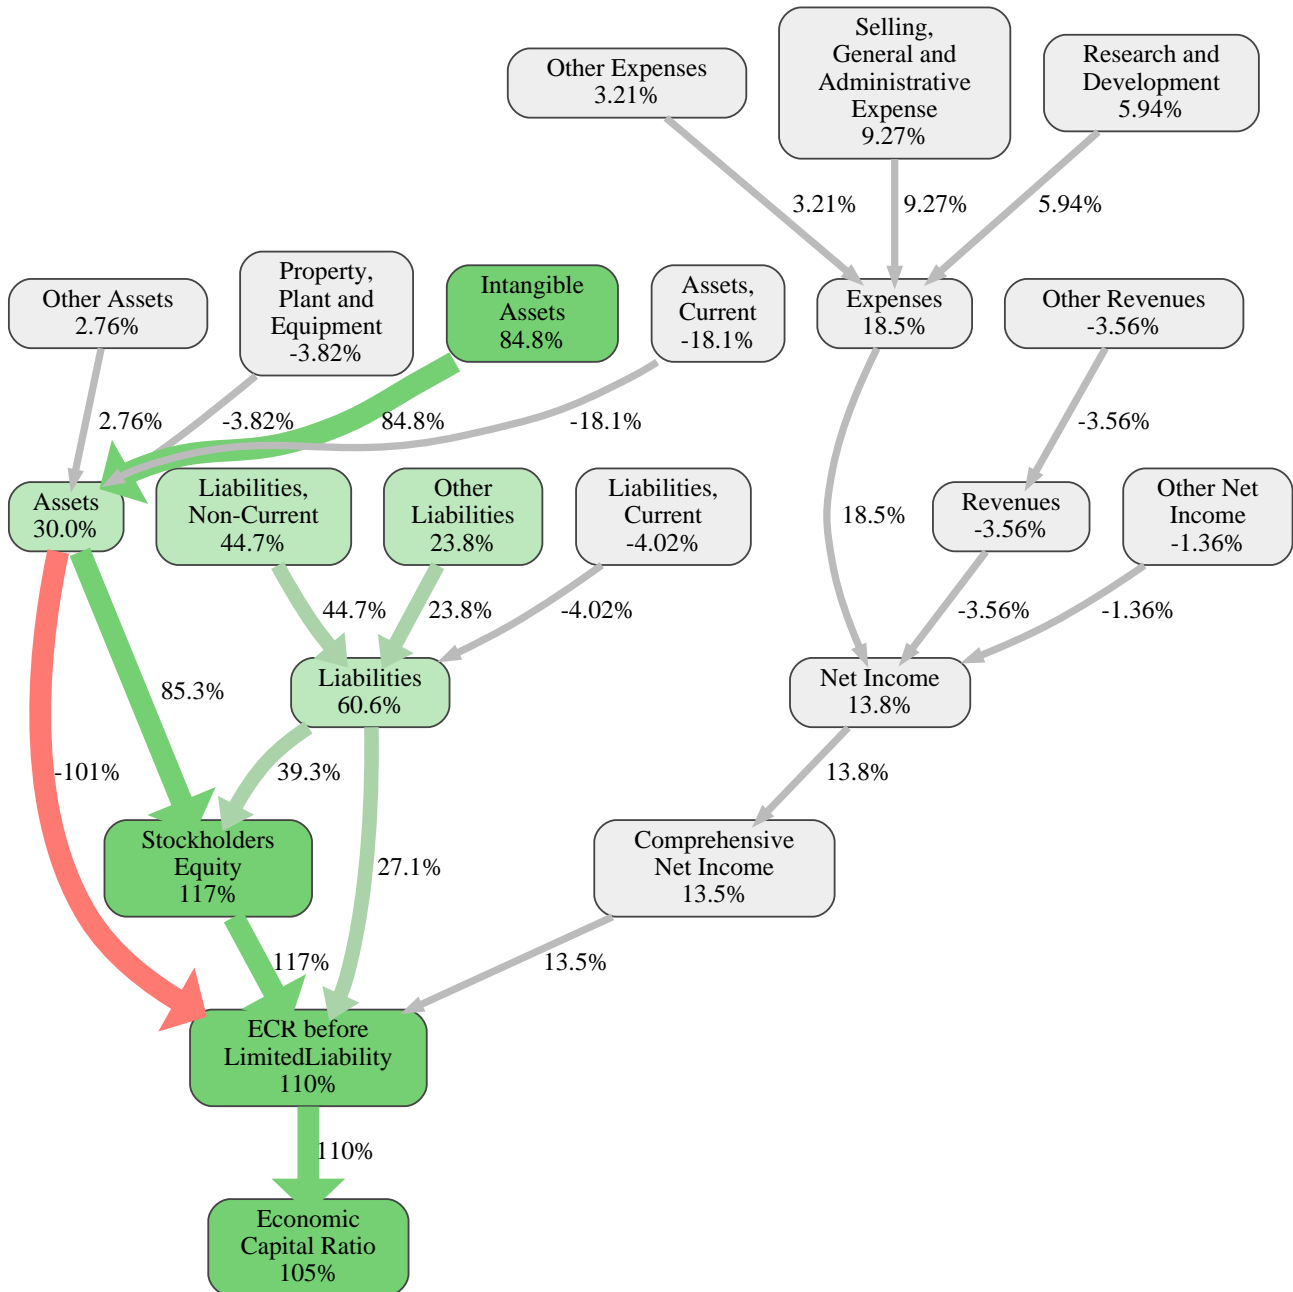 Other Expenses
3.21%
Selling,
General and
Administrative
Expense
9.27%
Research and
Development
5.94%
3.21%
9.27%
5.94%
Other Assets
2.76%
Property,
Plant and
Equipment
-3.82%
Intangible
Assets
84.8%
Assets,
Current
-18.1%
Expenses
18.5%
Other Revenues
-3.56%
2.76%
-3.82%
84.8%
-18.1%
-3.56%
Assets
30.0%
Liabilities,
Non-Current
44.7%
Other
Liabilities
23.8%
Liabilities,
Current
-4.02%
18.5%
Revenues
-3.56%
Other Net
Income
-1.36%
44.7%
23.8%
-4.02%
-3.56%
-1.36%
85.3%
Liabilities
60.6%
Net Income
13.8%
-101%
39.3%
13.8%
Stockholders
Equity
117%
27.1%
Comprehensive
Net Income
13.5%
117%
13.5%
ECR before
LimitedLiability
110%
110%
Economic
Capital Ratio
105%